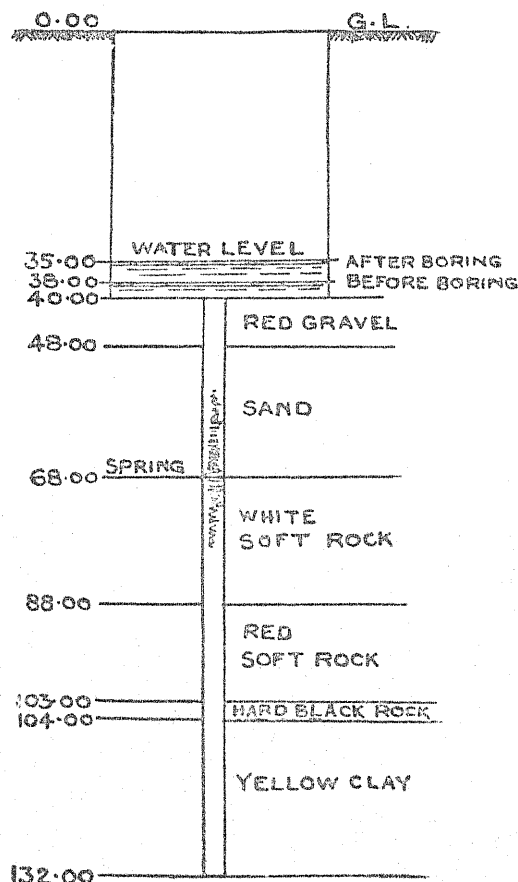 0.00 G.L.
WATER LEVEL
35.00 AFTER BORING
38.00 BEFORE BORING
40.00
RED GRAVEL
48.00
SAND
SPRING
68.00
WHITE
SOFT ROCK
88.00
RED
SOFT ROCK
103.00
HARD BLACK ROCK
104.00
YELLOW CLAY
132.00